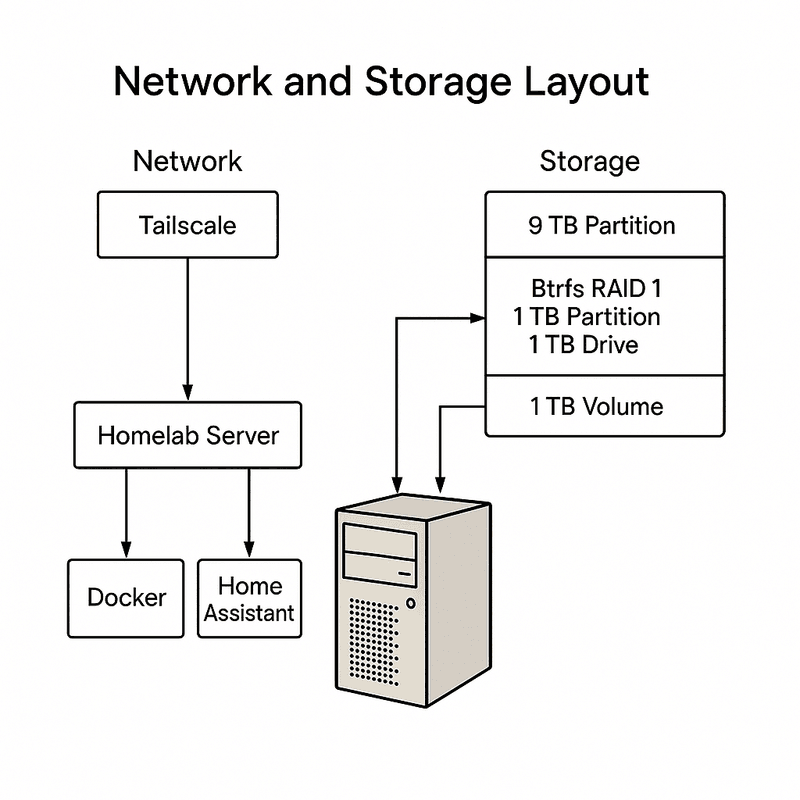 Network and Storage Layout
Network
Tailscale
Homelab Server
Docker
Home
Assistant
Storage
9 TB Partition
Btrfs RAID 1
1 TB Partition
1 TB Drive
1 TB Volume